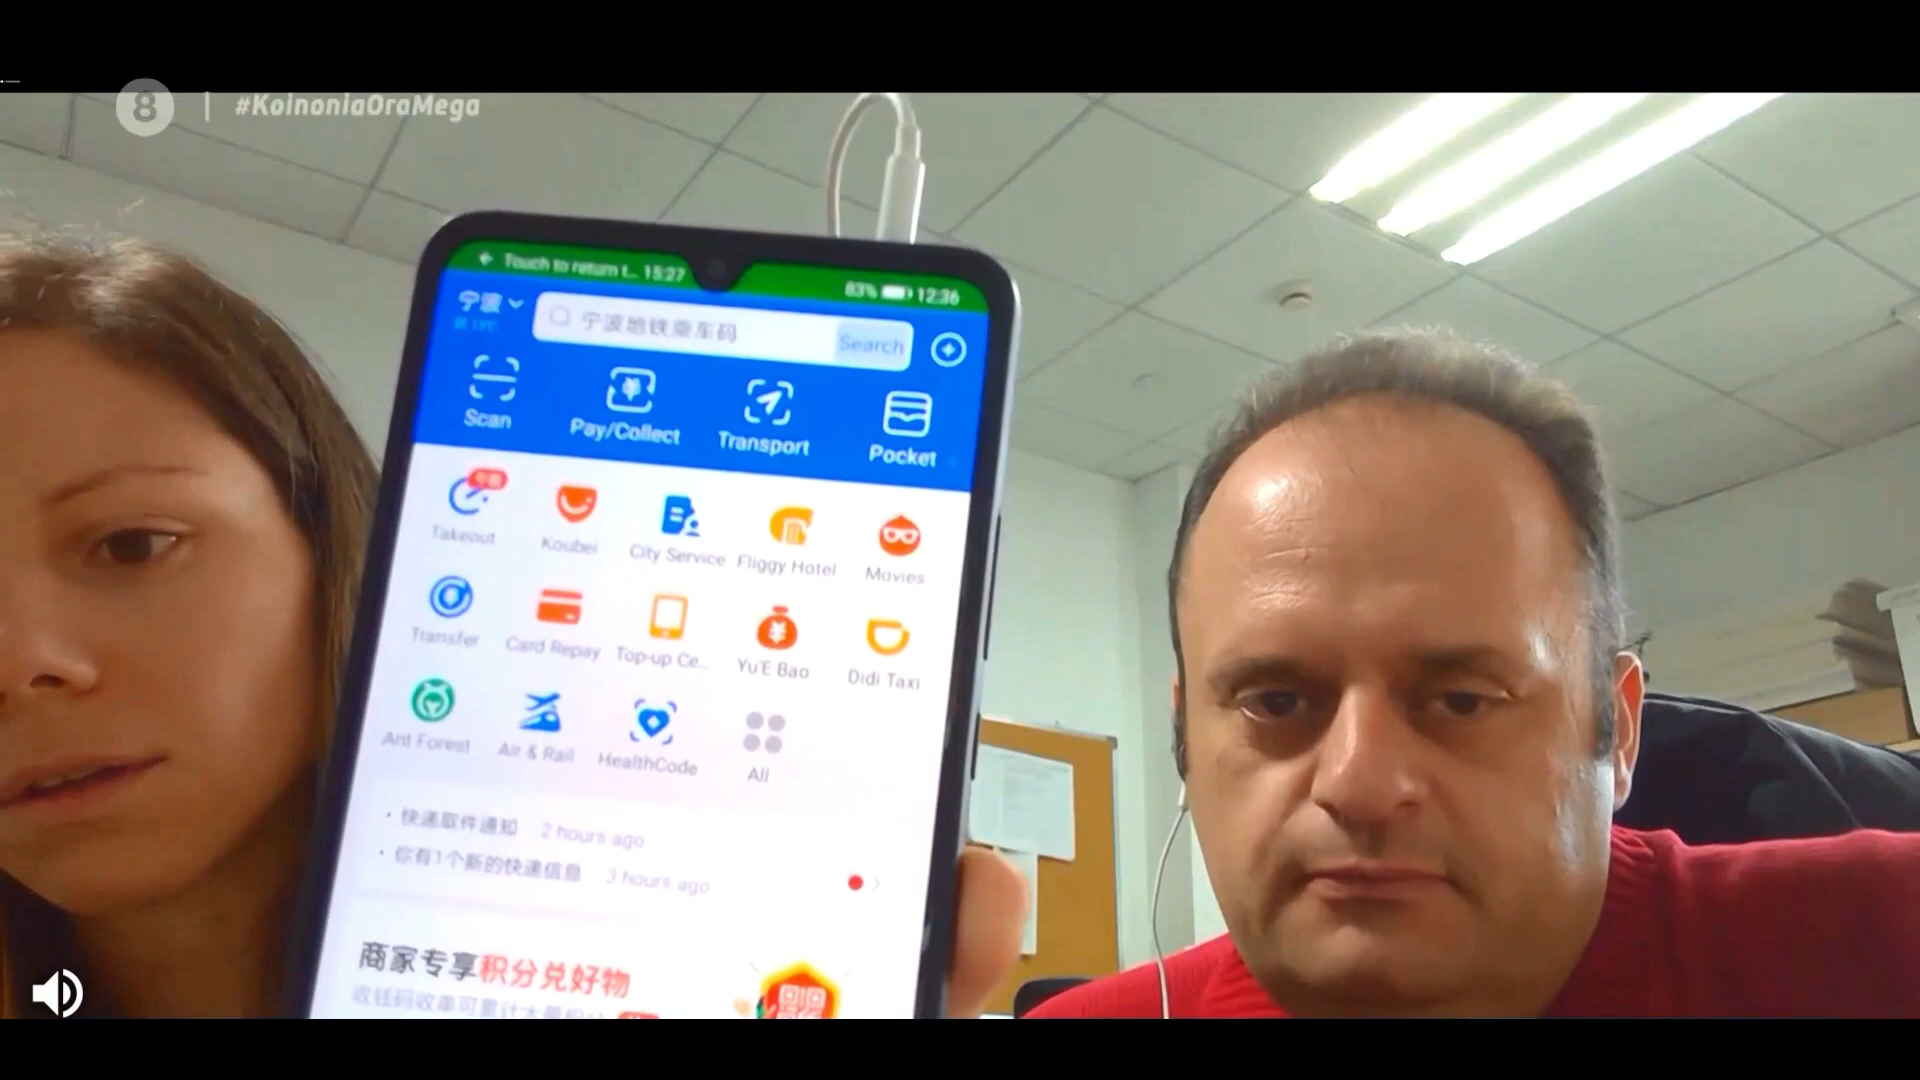 8 | #KoinoniaOraMega
Touch to return t... 15:27
83% 12:36
宁波
宁波地铁乘车码
Search
Scan
Pay/Collect
Transport
Pocket
Takeout
Koubei
City Service
Fliggy Hotel
Movies
Transfer
Card Repay
Top-up Ce...
Yu'E Bao
Didi Taxi
Ant Forest
Air & Rail
HealthCode
All
· 快递取件通知 2 hours ago
· 你有1个新的快递信息 3 hours ago
商家专享积分兑好物